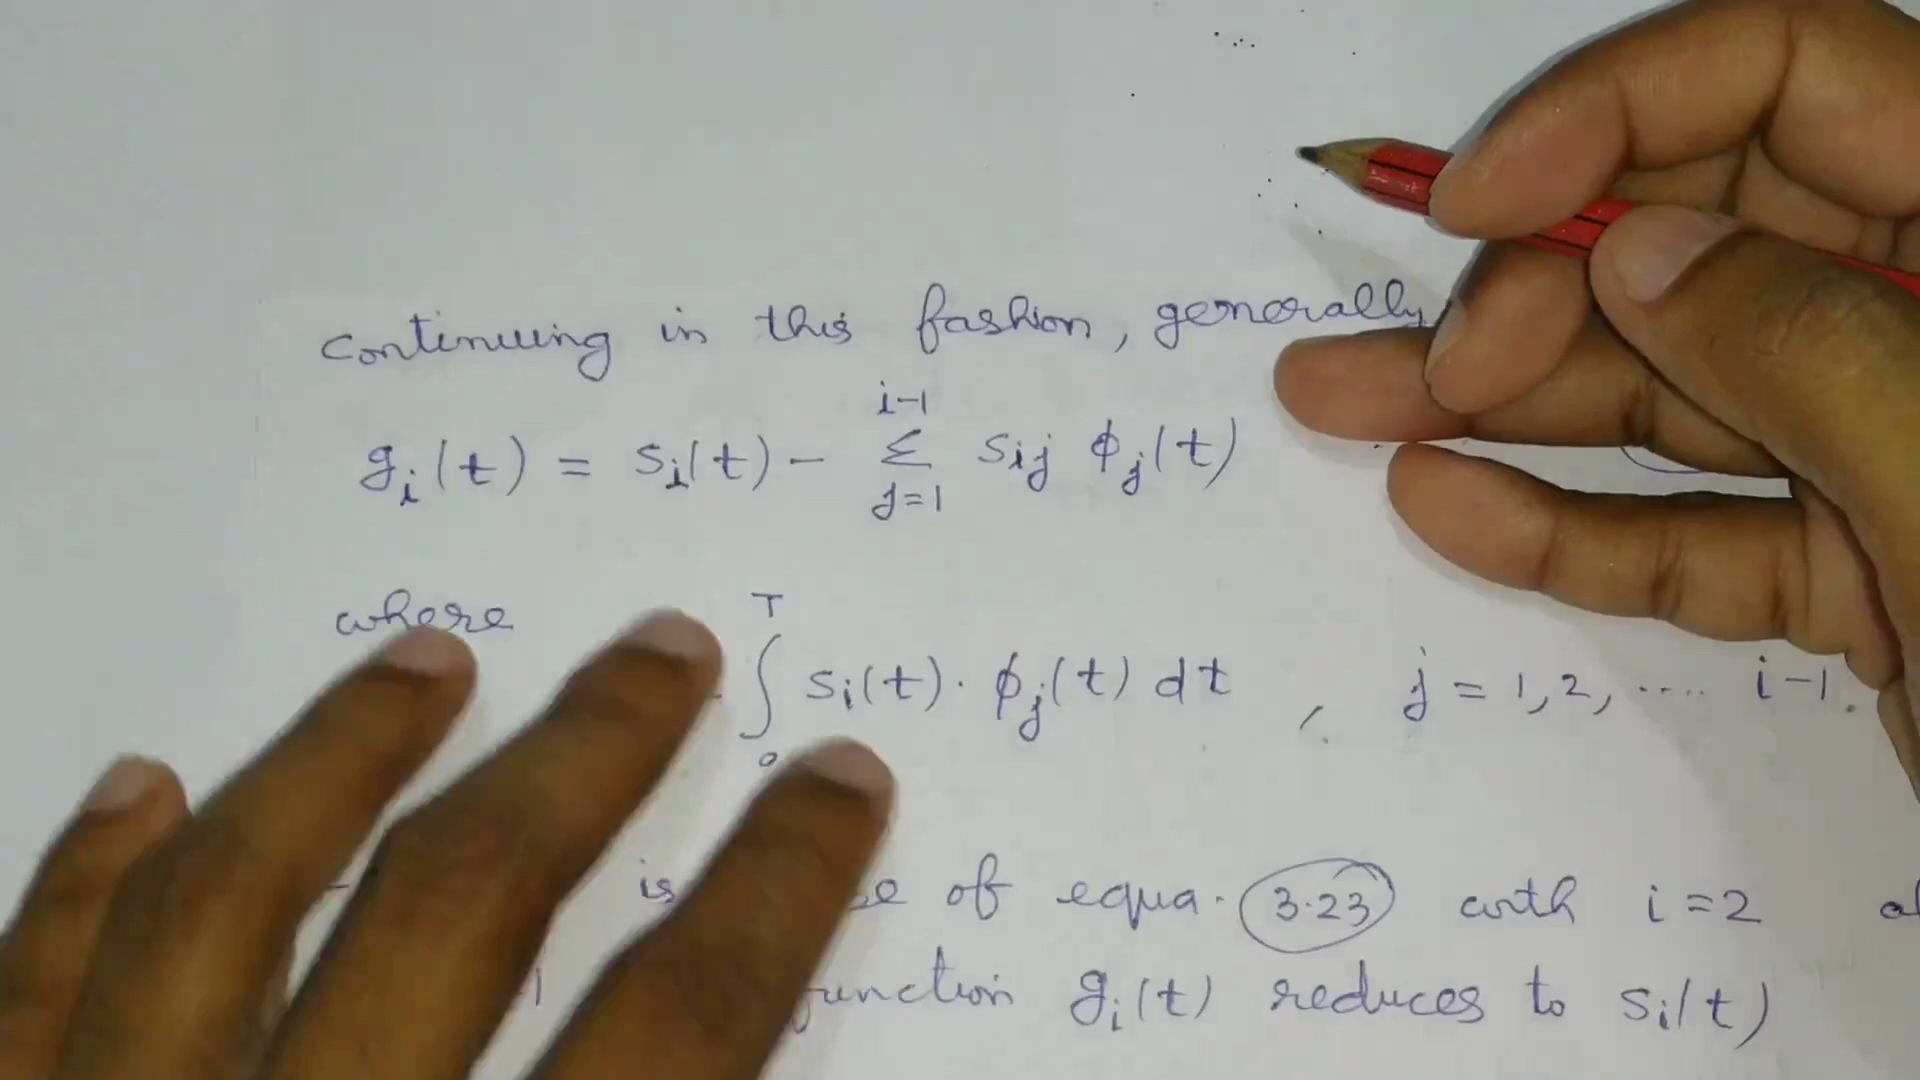 continuing in this fashion, generally
gᵢ(t) = sᵢ(t) - Σ_{j=1}^{i-1} sᵢⱼ φⱼ(t)
where
∫₀ᵀ sᵢ(t) · φⱼ(t) dt , j = 1, 2, ..... i-1.
is of equa. 3.23 with i = 2
function gᵢ(t) reduces to sᵢ(t)